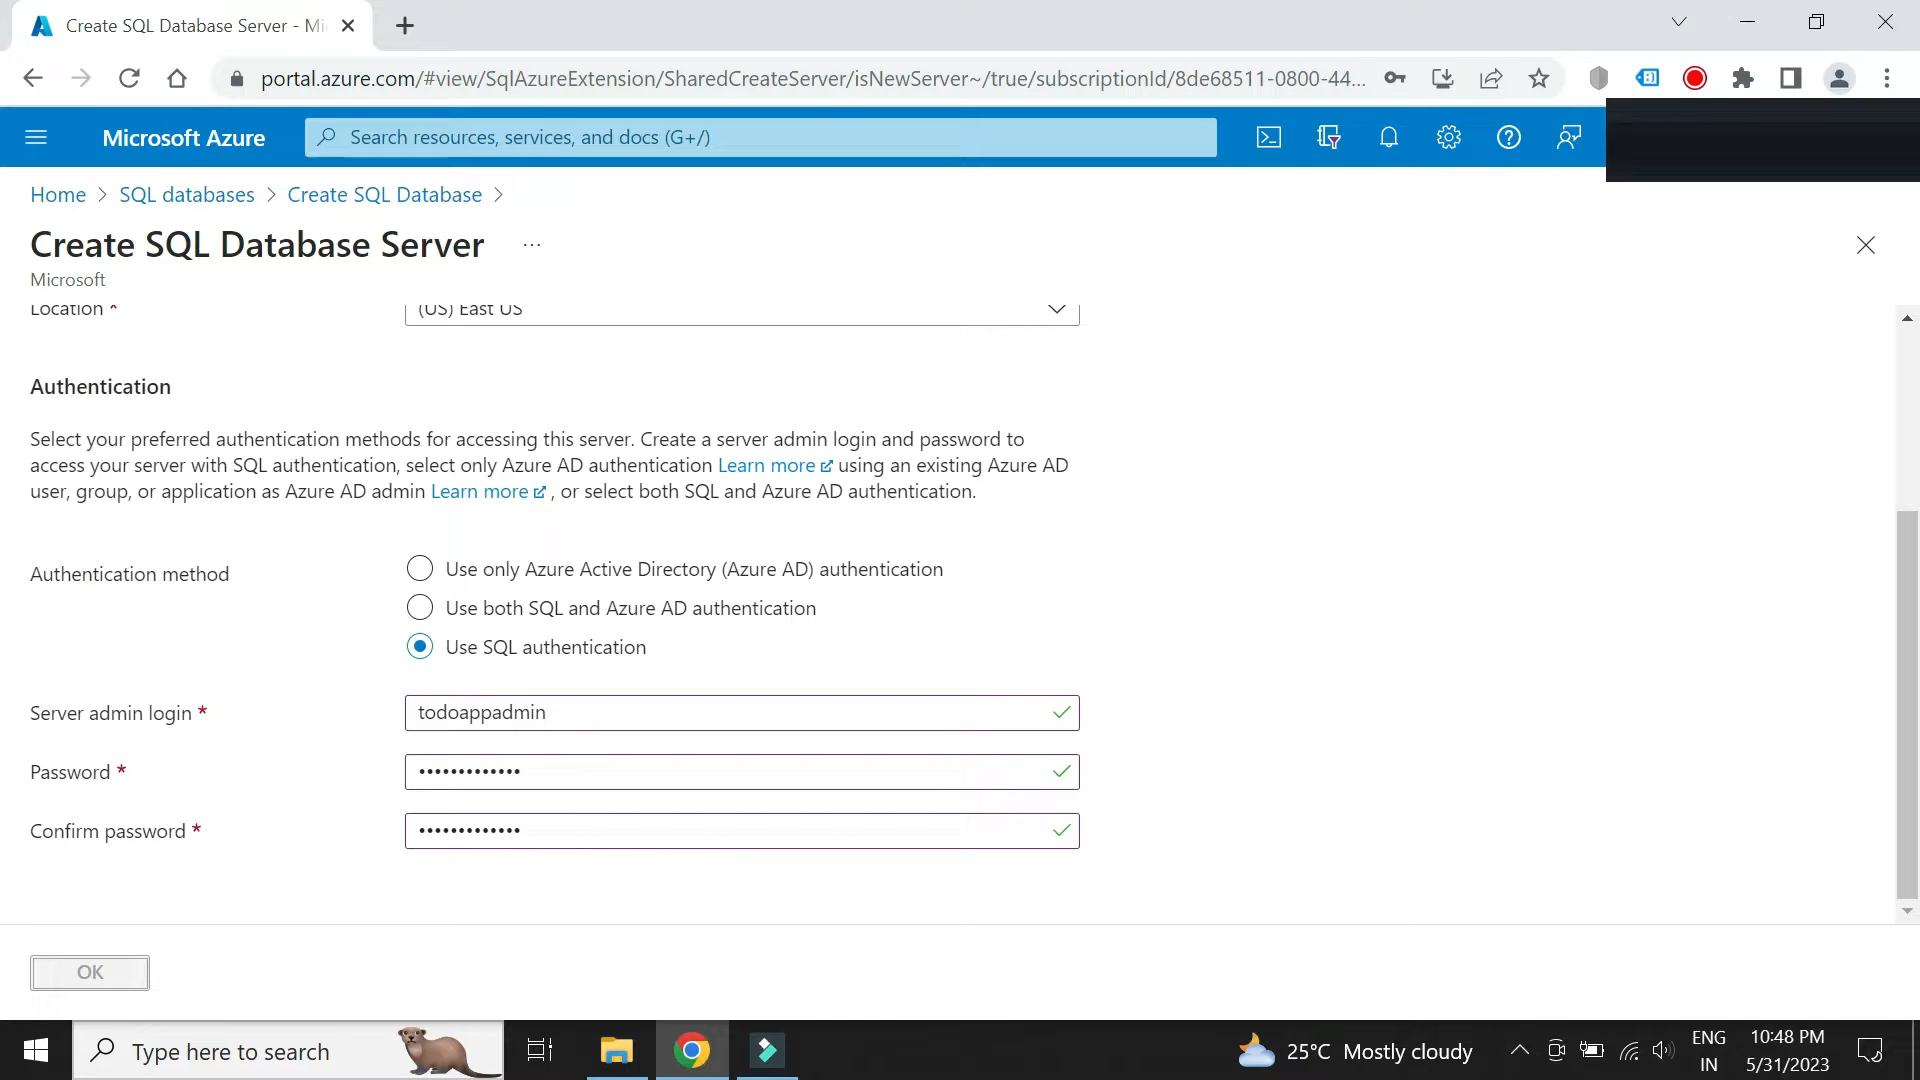 Create SQL Database Server - Mi
portal.azure.com/#view/SqlAzureExtension/SharedCreateServer/isNewServer~/true/subscriptionId/8de68511-0800-44...
Microsoft Azure
Search resources, services, and docs (G+/)
Home > SQL databases > Create SQL Database >
Create SQL Database Server ...
Microsoft
Location *
(US) East US
Authentication
Select your preferred authentication methods for accessing this server. Create a server admin login and password to
access your server with SQL authentication, select only Azure AD authentication Learn more using an existing Azure AD
user, group, or application as Azure AD admin Learn more , or select both SQL and Azure AD authentication.
Authentication method
Use only Azure Active Directory (Azure AD) authentication
Use both SQL and Azure AD authentication
Use SQL authentication
Server admin login *
todoappadmin
Password *
•••••••••••••
Confirm password *
•••••••••••••
OK
Type here to search
25°C Mostly cloudy
ENG
IN
10:48 PM
5/31/2023